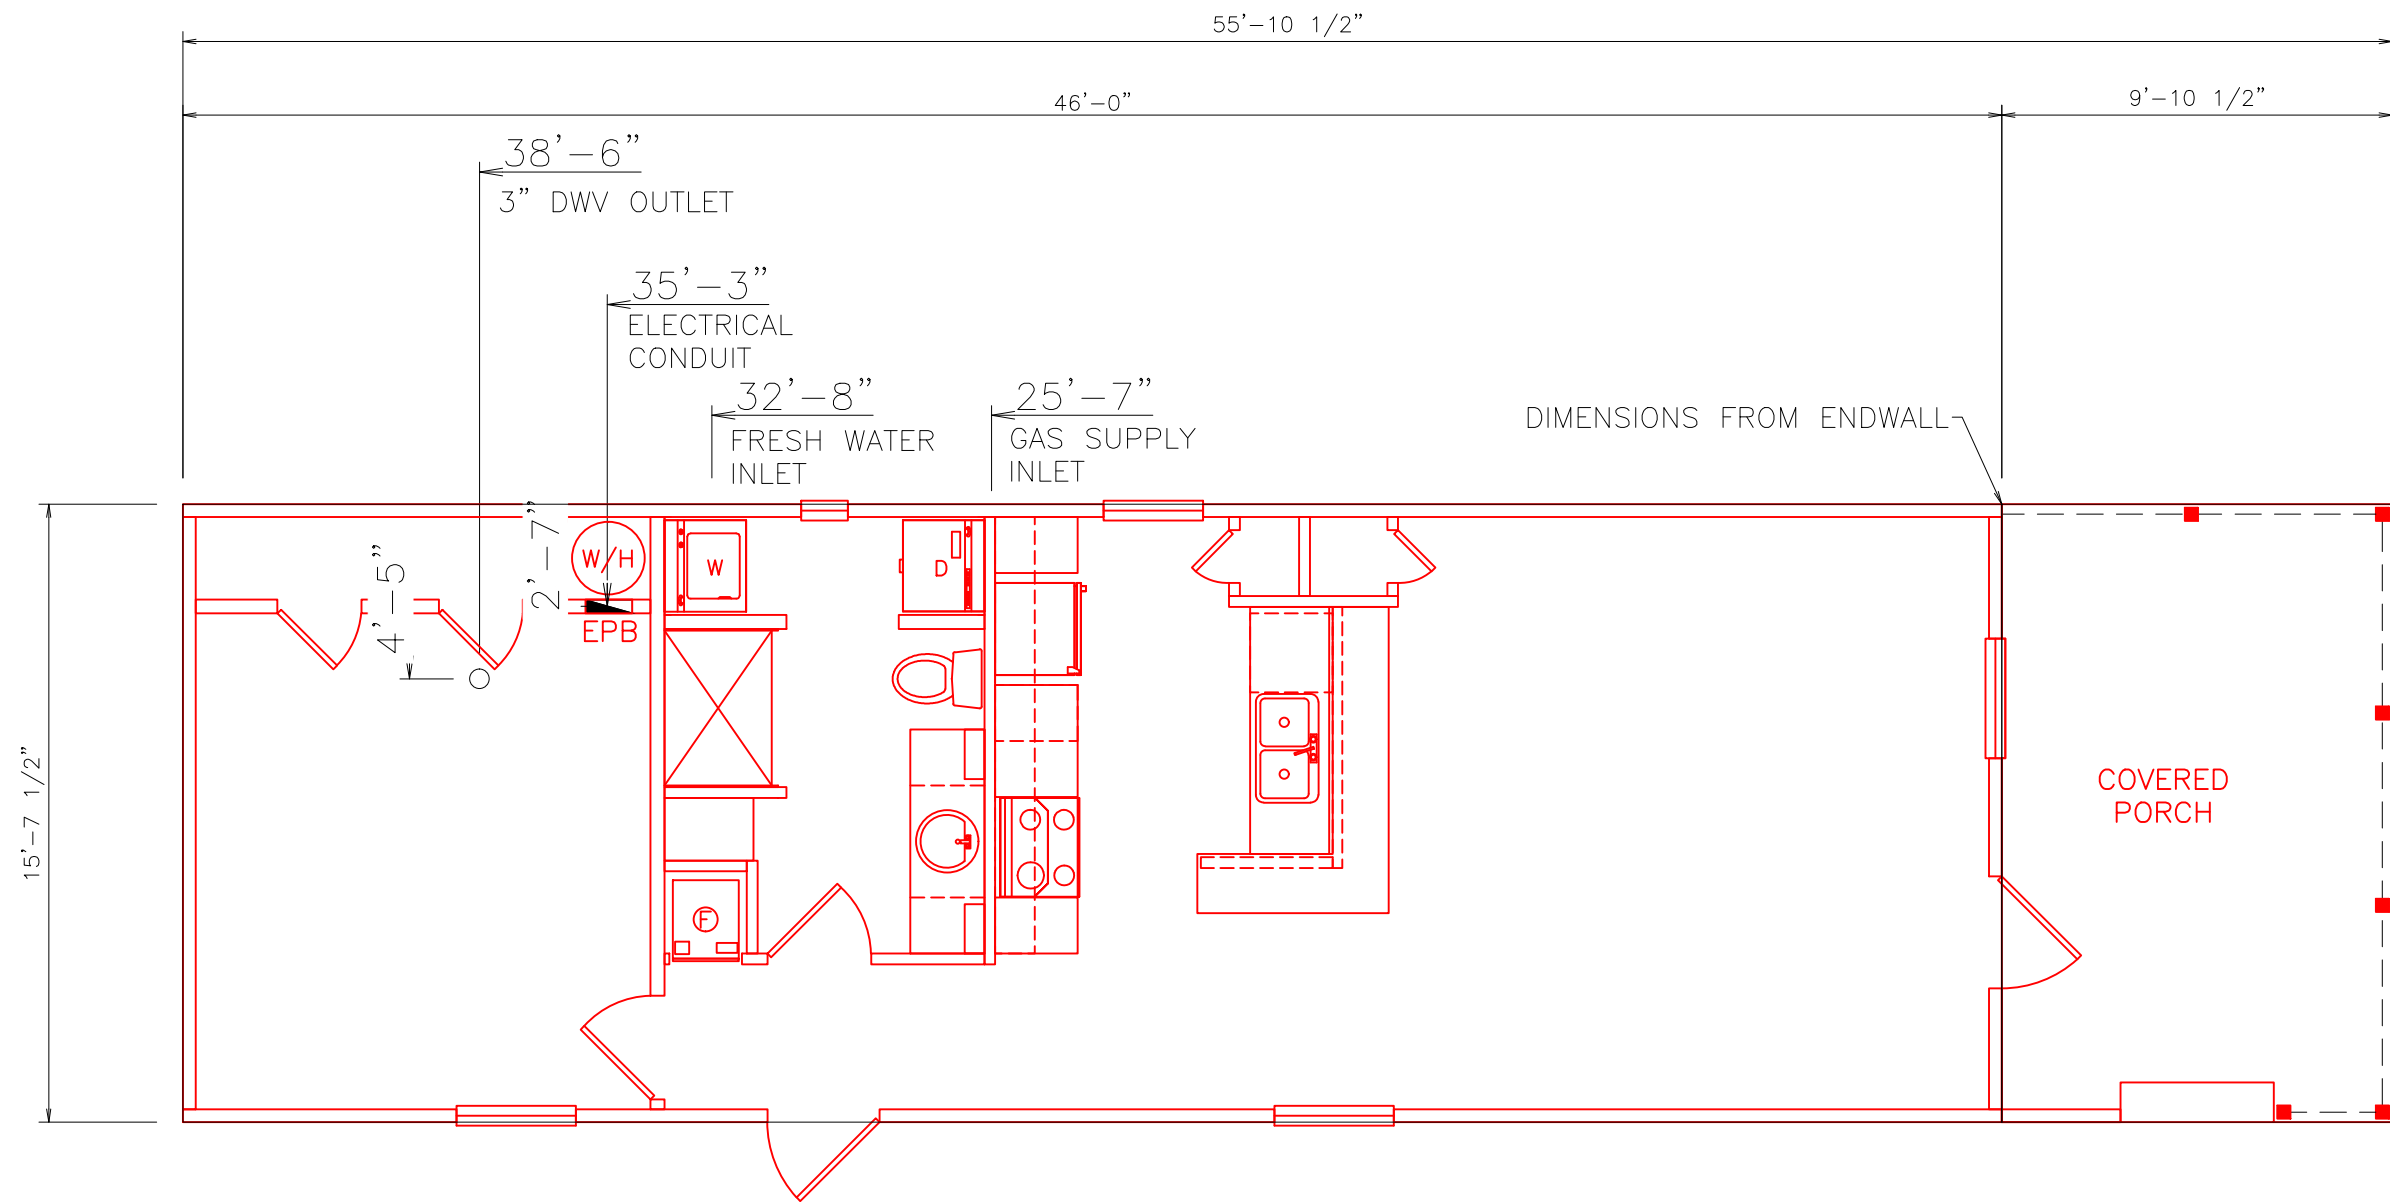 55'-10 1/2"
46'-0"
9'-10 1/2"
38'-6"
3" DWV OUTLET
35'-3"
ELECTRICAL
CONDUIT
32'-8"
FRESH WATER
INLET
25'-7"
GAS SUPPLY
INLET
DIMENSIONS FROM ENDWALL
2'-7"
4'-5"
W/H
EPB
W
D
F
15'-7 1/2"
COVERED
PORCH